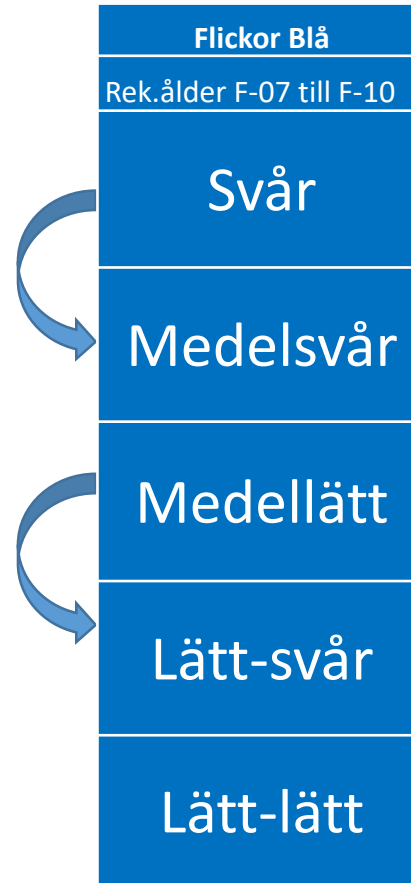 Flickor Blå
Rek.ålder F-07 till F-10
Svår
Medelsvår
Medellätt
Lätt-svår
Lätt-lätt